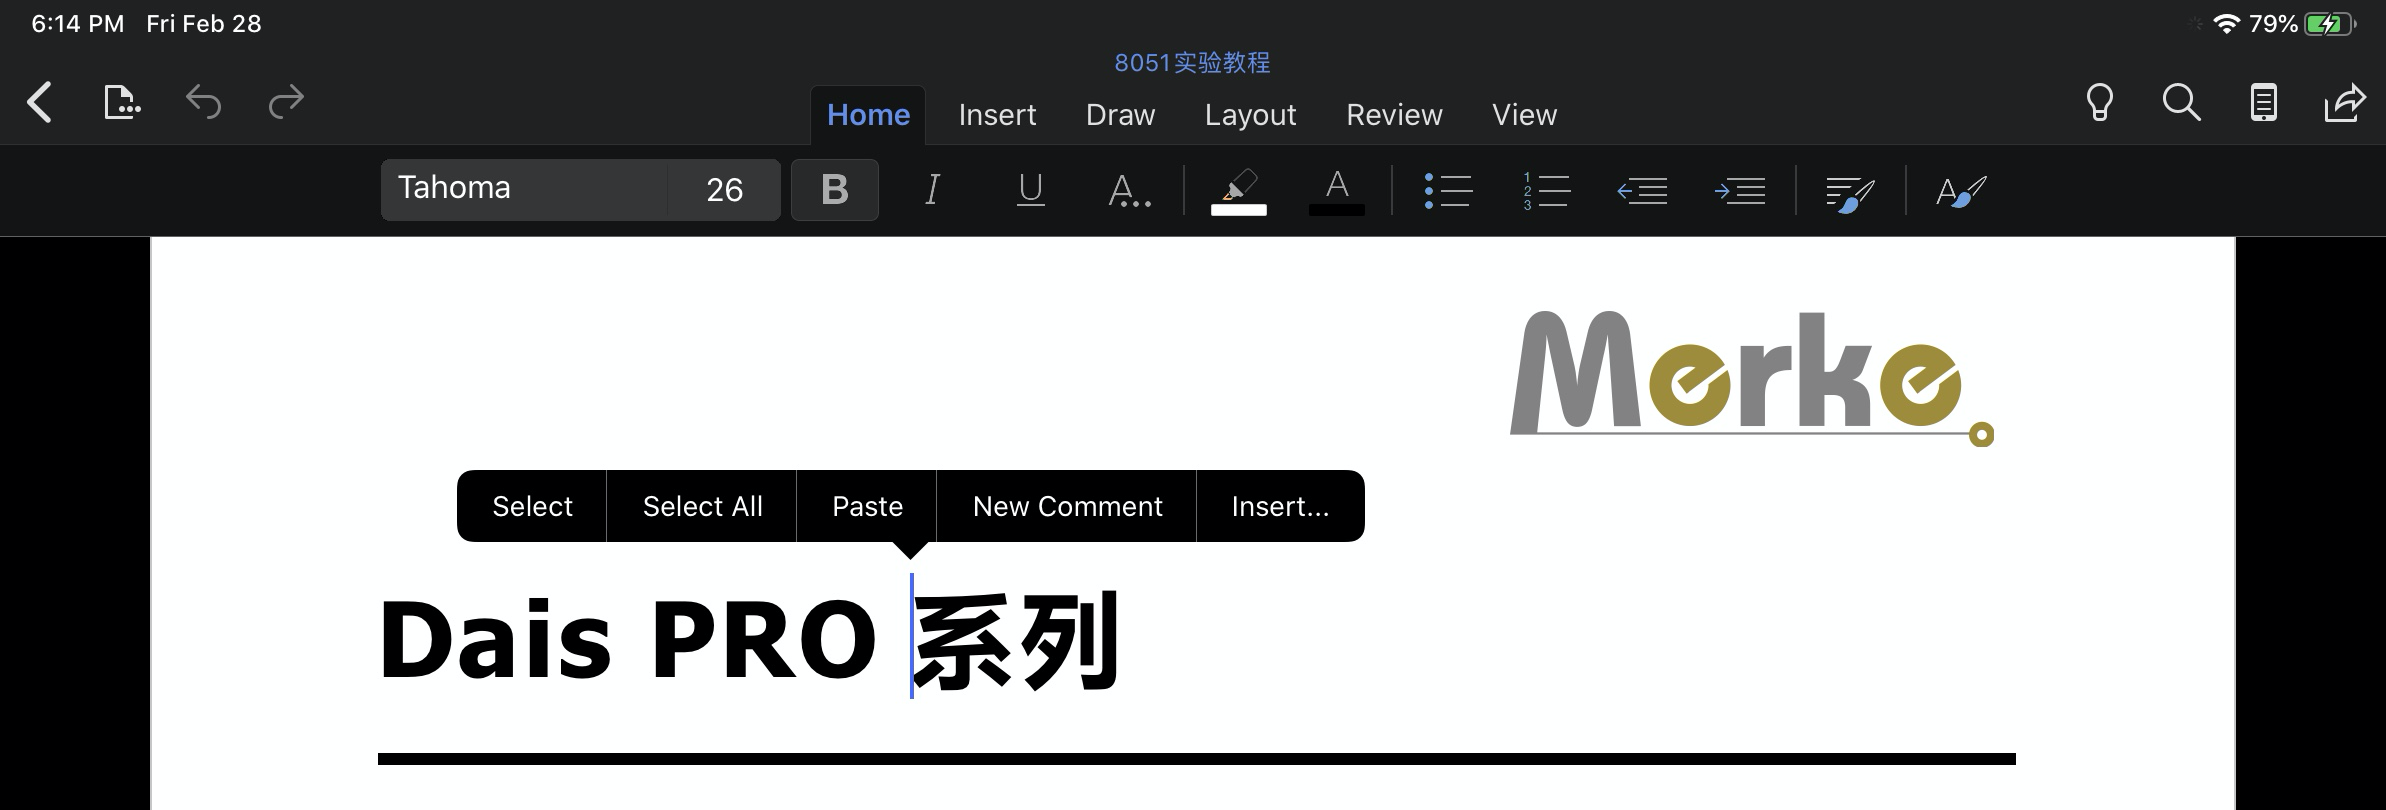 6:14 PM Fri Feb 28
79%
8051实验教程
Home Insert Draw Layout Review View
Tahoma 26 B I U A... A
1
2
3
A
Merke
Select Select All Paste New Comment Insert...
Dais PRO 系列